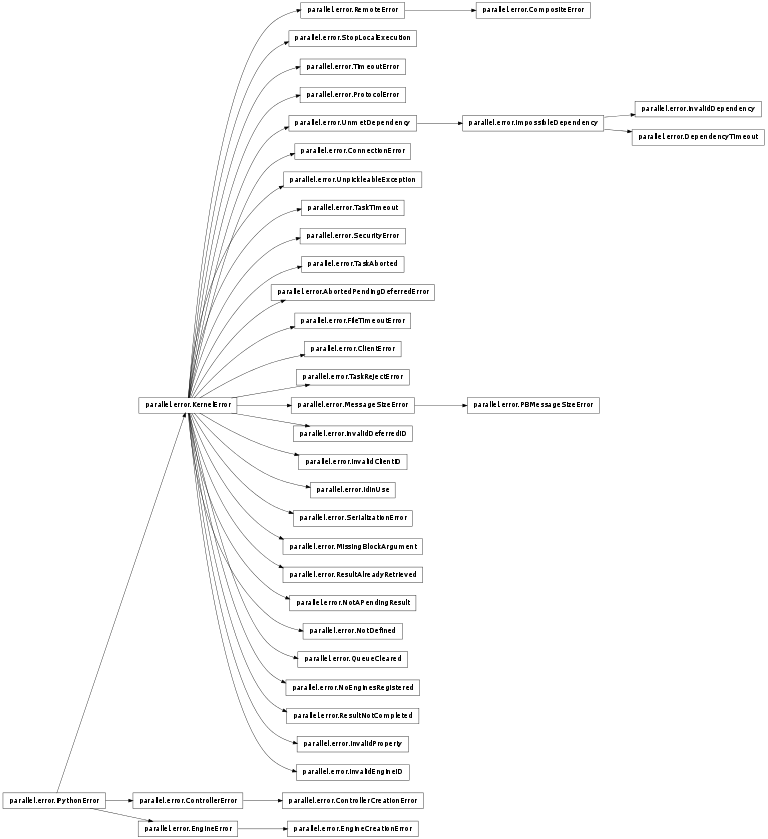 parallel.error.RemoteError
parallel.error.CompositeError
parallel.error.StopLocalExecution
parallel.error.TimeoutError
parallel.error.ProtocolError
parallel.error.InvalidDependency
parallel.error.UnmetDependency
parallel.error.ImpossibleDependency
parallel.error.DependencyTimeout
parallel.error.ConnectionError
parallel.error.UnpickleableException
parallel.error.TaskTimeout
parallel.error.SecurityError
parallel.error.TaskAborted
parallel.error.AbortedPendingDeferredError
parallel.error.FileTimeoutError
parallel.error.ClientError
parallel.error.TaskRejectError
parallel.error.KernelError
parallel.error.MessageSizeError
parallel.error.PBMessageSizeError
parallel.error.InvalidDeferredID
parallel.error.InvalidClientID
parallel.error.IdInUse
parallel.error.SerializationError
parallel.error.MissingBlockArgument
parallel.error.ResultAlreadyRetrieved
parallel.error.NotAPendingResult
parallel.error.NotDefined
parallel.error.QueueCleared
parallel.error.NoEnginesRegistered
parallel.error.ResultNotCompleted
parallel.error.InvalidProperty
parallel.error.InvalidEngineID
parallel.error.IPythonError
parallel.error.ControllerError
parallel.error.ControllerCreationError
parallel.error.EngineError
parallel.error.EngineCreationError